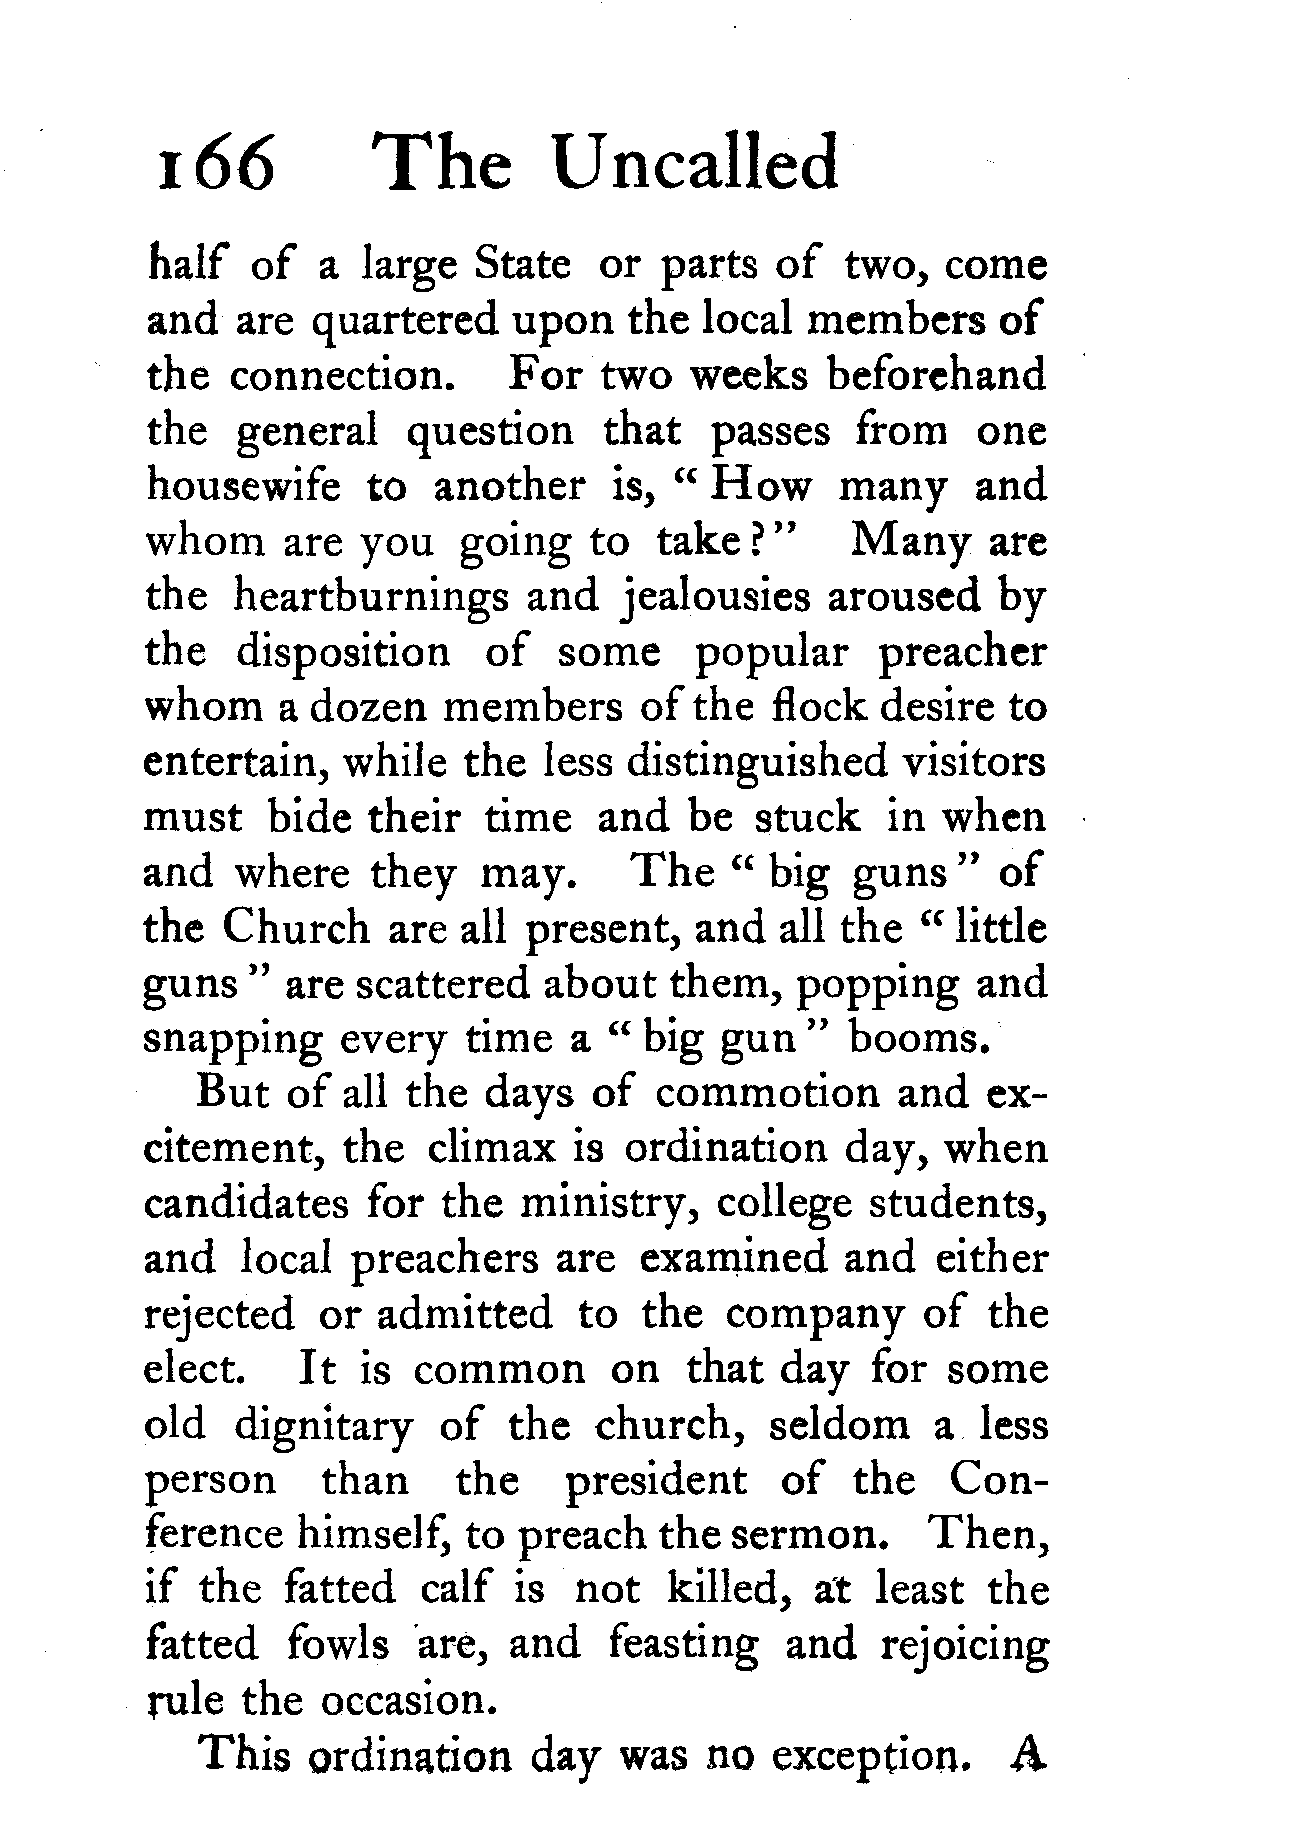 166 The Uncalled
half of a large State or parts of two, come
and are quartered upon the local members of
the connection. For two weeks beforehand
the general question that passes from one
housewife to another is, “ How many and
whom are you going to take ? ” Many are
the heartburnings and jealousies aroused by
the disposition of some popular preacher
whom a dozen members of the flock desire to
entertain, while the less distinguished visitors
must bide their time and be stuck in when
and where they may. The “ big guns ” of
the Church are all present, and all the “ little
guns ” are scattered about them, popping and
snapping every time a “ big gun ” booms.
But of all the days of commotion and ex-
citement, the climax is ordination day, when
candidates for the ministry, college students,
and local preachers are examined and either
rejected or admitted to the company of the
elect. It is common on that day for some
old dignitary of the church, seldom a less
person than the president of the Con-
ference himself, to preach the sermon. Then,
if the fatted calf is not killed, at least the
fatted fowls are, and feasting and rejoicing
rule the occasion.
This ordination day was no exception. A